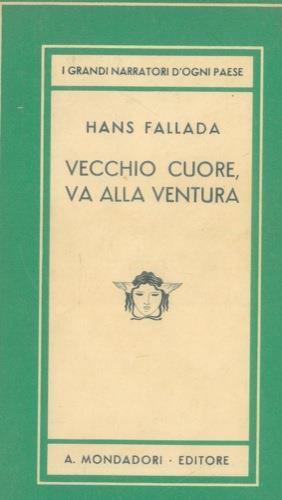 I GRANDI NARRATORI D'OGNI PAESE
HANS FALLADA
VECCHIO CUORE,
VA ALLA VENTURA
A. MONDADORI · EDITORE